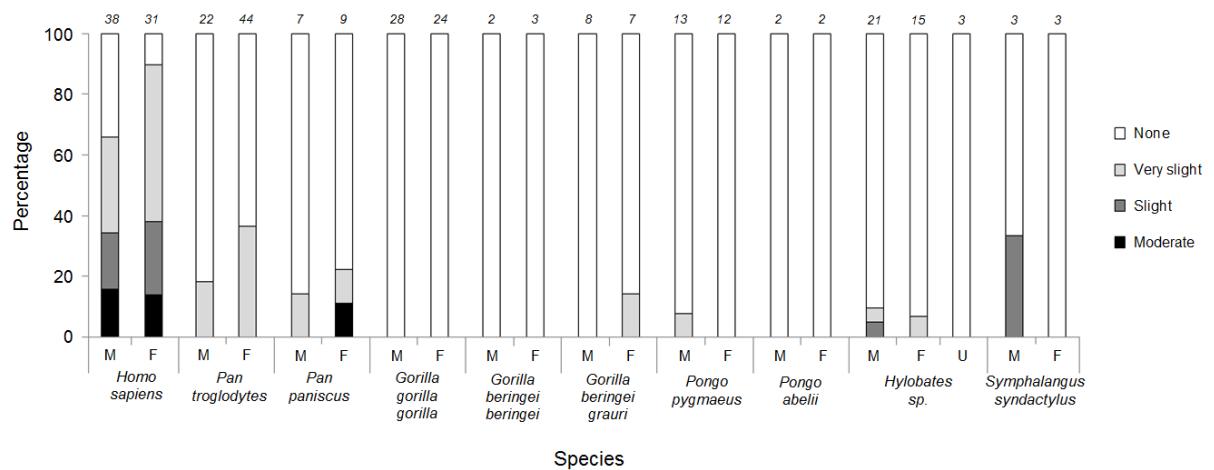 38 31 22 44 7 9 28 24 2 3 8 7 13 12 2 2 21 15 3 3 3
100
80
60
40
20
0
Percentage
M F M F M F M F M F M F M F M F M F U M F
Homo Pan Pan Gorilla Gorilla Gorilla Pongo Pongo Hylobates Symphalangus
sapiens troglodytes paniscus gorilla beringei beringei pygmaeus abelii sp. syndactylus
gorilla beringei grauri
Species
None
Very slight
Slight
Moderate